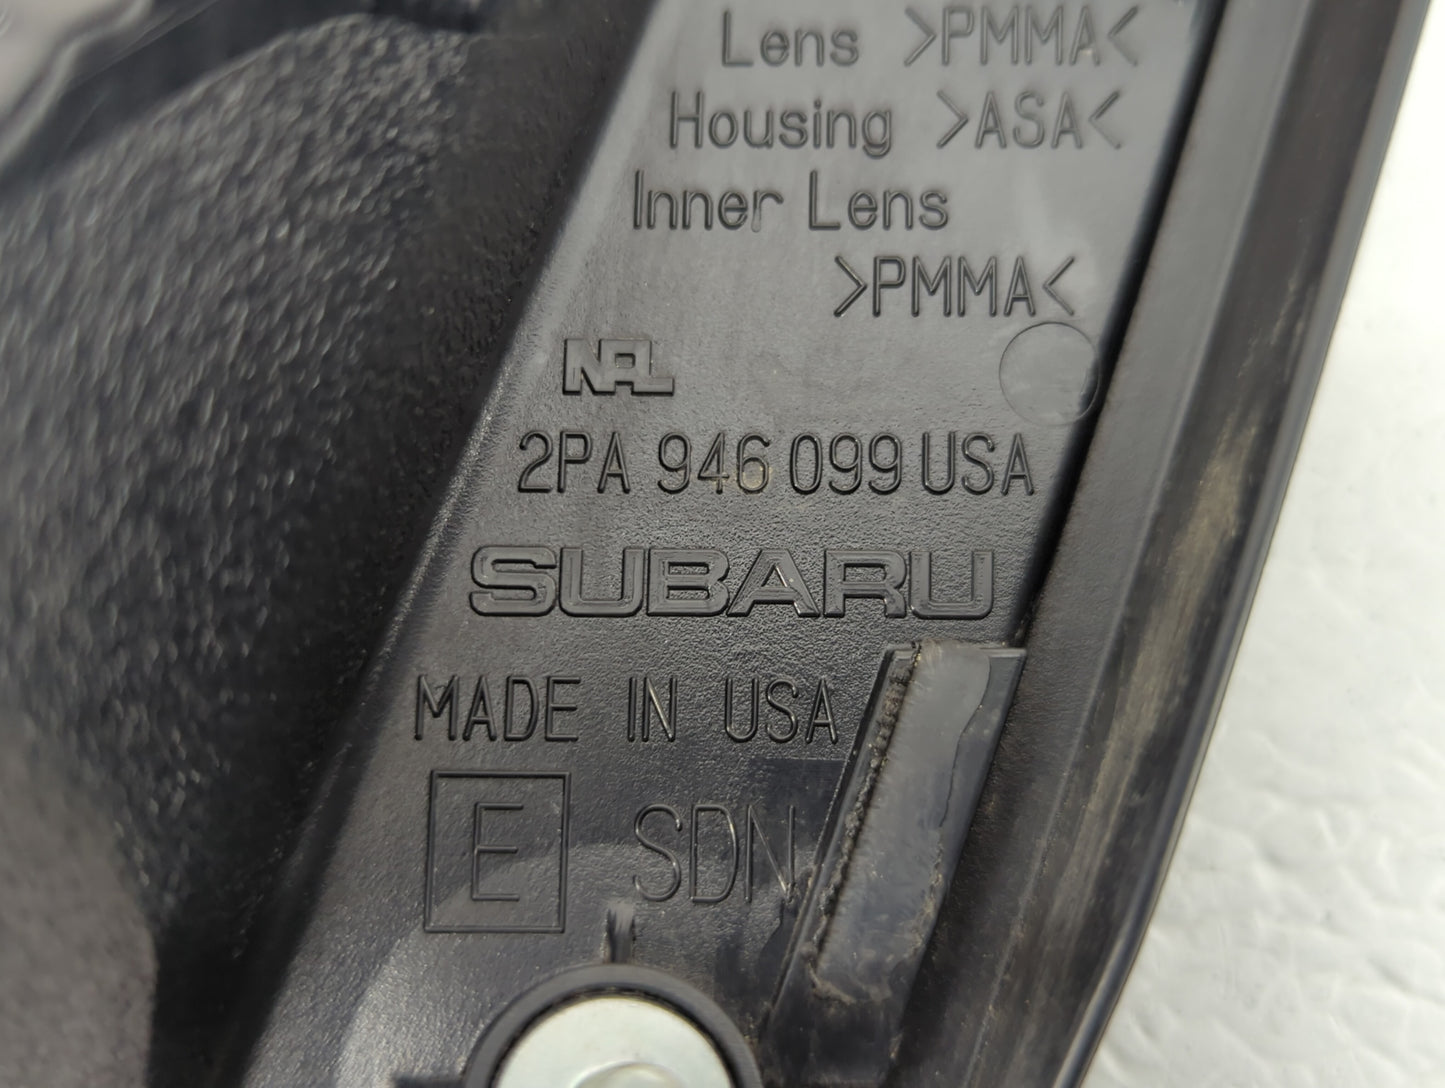 Lens >PMMA<
Housing >ASA<
Inner Lens
>PMMA<
NAL
2PA 946 099 USA
SUBARU
MADE IN USA
E SDN